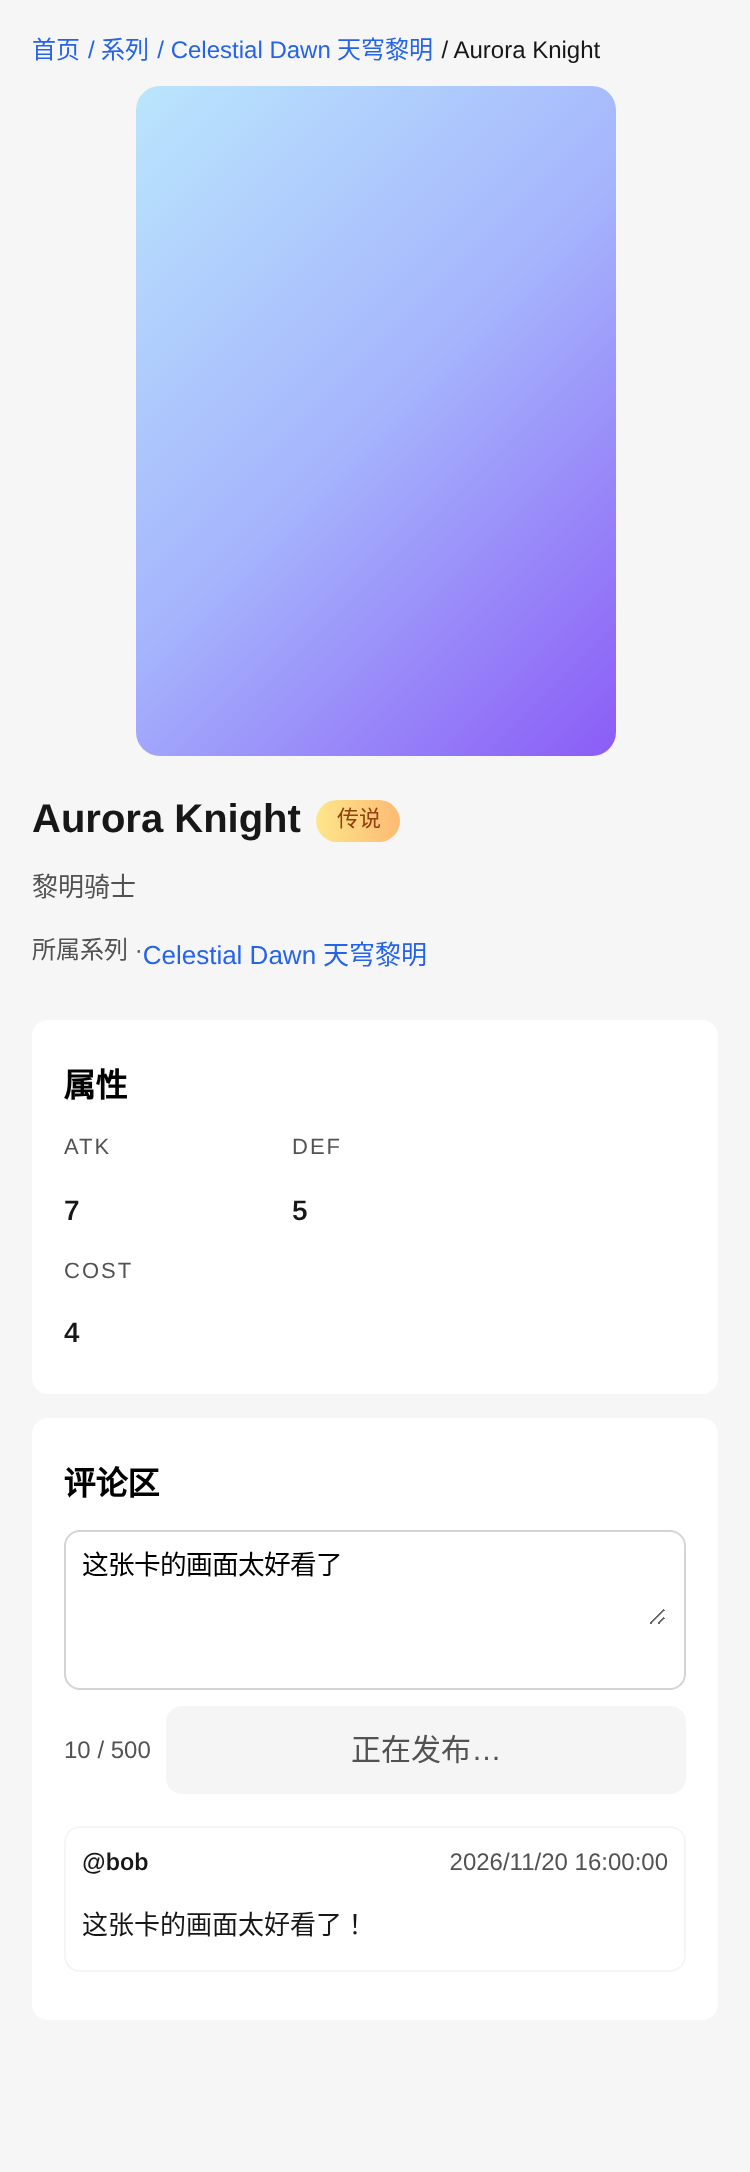 首页 / 系列 / Celestial Dawn 天穹黎明 / Aurora Knight
Aurora Knight 传说
黎明骑士
所属系列 ·Celestial Dawn 天穹黎明
属性
ATK DEF
7 5
COST
4
评论区
这张卡的画面太好看了
10 / 500 正在发布…
@bob 2026/11/20 16:00:00
这张卡的画面太好看了！